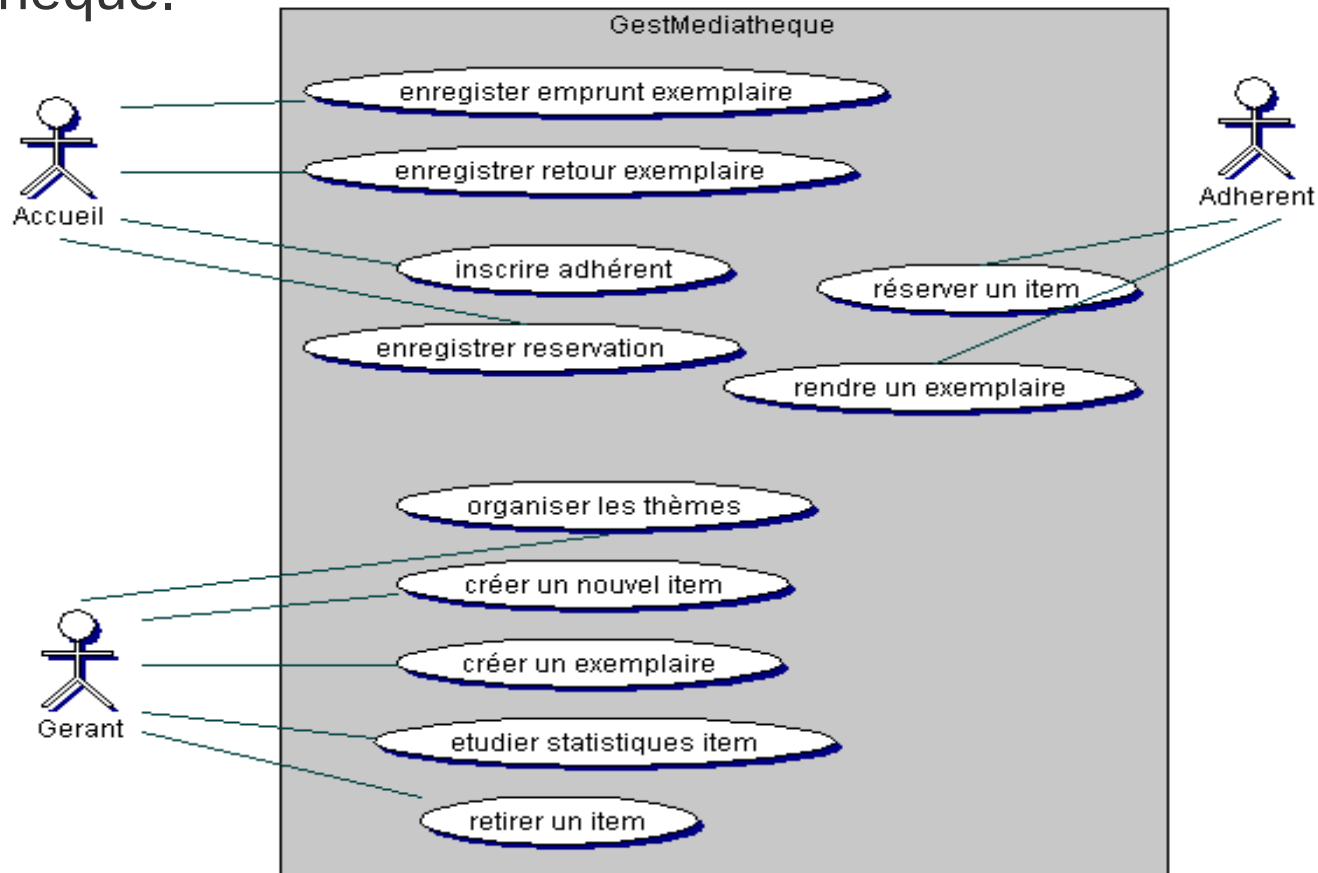 GestMediatheque
enregister emprunt exemplaire
enregistrer retour exemplaire
Accueil
Adherent
inscrire adhérent
réserver un item
enregistrer reservation
rendre un exemplaire
organiser les thèmes
créer un nouvel item
créer un exemplaire
Gerant
etudier statistiques item
retirer un item